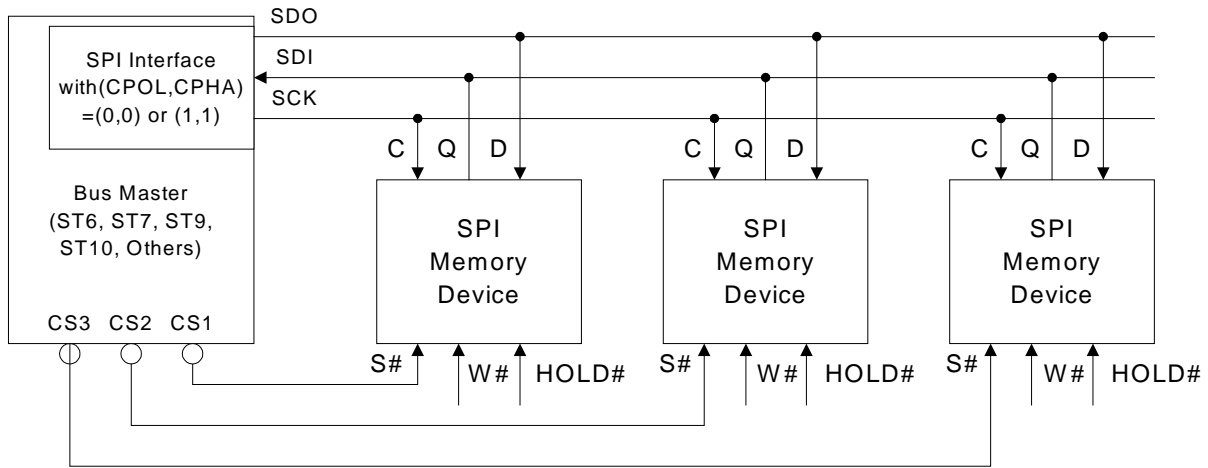 SDO
SPI Interface
with(CPOL,CPHA)
=(0,0) or (1,1)
SDI
SCK
Bus Master
(ST6, ST7, ST9,
ST10, Others)
CS3 CS2 CS1
C Q D
C Q D
C Q D
SPI
Memory
Device
SPI
Memory
Device
SPI
Memory
Device
S# W# HOLD#
S# W# HOLD#
S# W# HOLD#